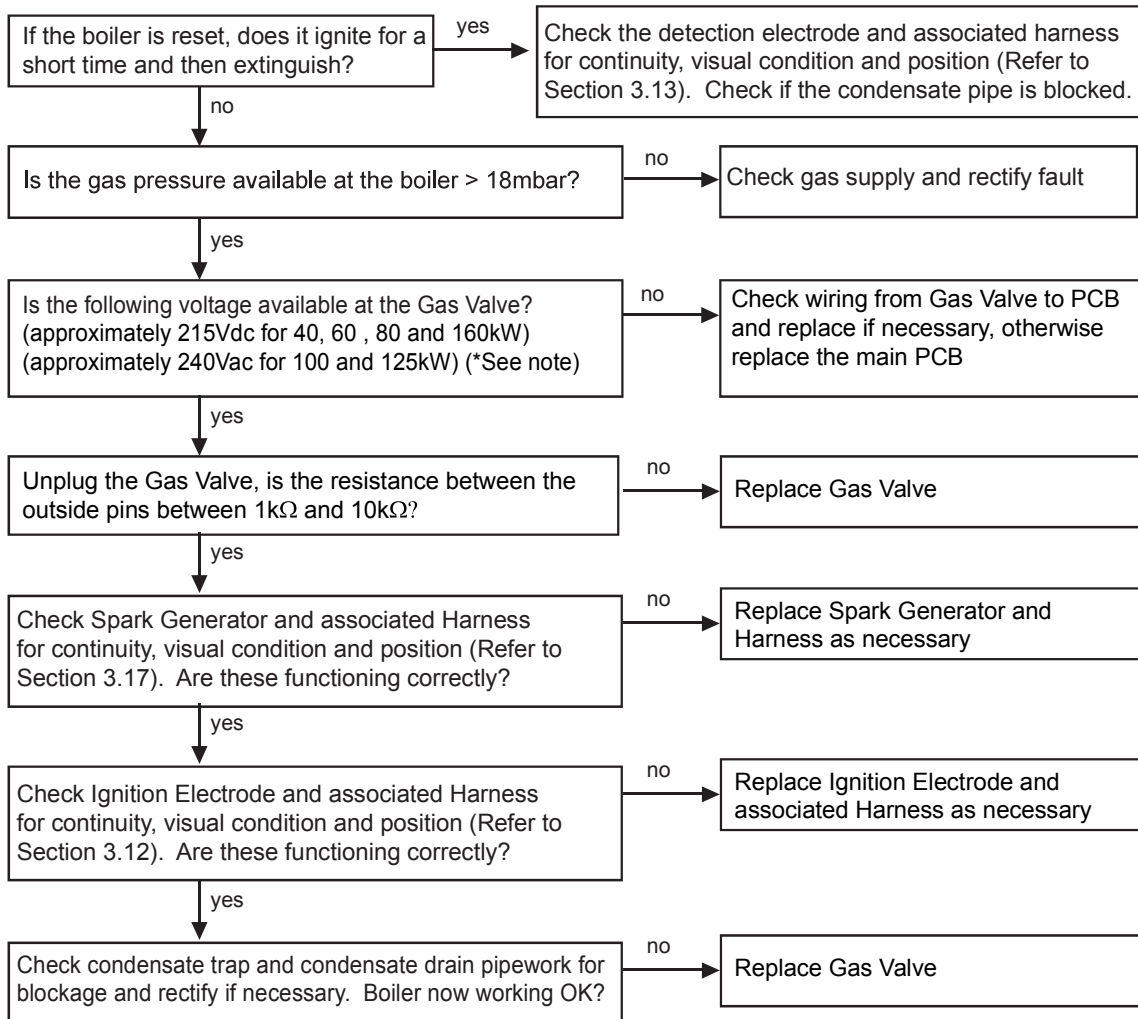 If the boiler is reset, does it ignite for a
short time and then extinguish?
yes
Check the detection electrode and associated harness
for continuity, visual condition and position (Refer to
Section 3.13).  Check if the condensate pipe is blocked.
no
Is the gas pressure available at the boiler > 18mbar?
no
Check gas supply and rectify fault
yes
Is the following voltage available at the Gas Valve?
(approximately 215Vdc for 40, 60 , 80 and 160kW)
(approximately 240Vac for 100 and 125kW) (*See note)
no
Check wiring from Gas Valve to PCB
and replace if necessary, otherwise
replace the main PCB
yes
Unplug the Gas Valve, is the resistance between the
outside pins between 1kΩ and 10kΩ?
no
Replace Gas Valve
yes
Check Spark Generator and associated Harness
for continuity, visual condition and position (Refer to
Section 3.17).  Are these functioning correctly?
no
Replace Spark Generator and
Harness as necessary
yes
Check Ignition Electrode and associated Harness
for continuity, visual condition and position (Refer to
Section 3.12).  Are these functioning correctly?
no
Replace Ignition Electrode and
associated Harness as necessary
yes
Check condensate trap and condensate drain pipework for
blockage and rectify if necessary.  Boiler now working OK?
no
Replace Gas Valve